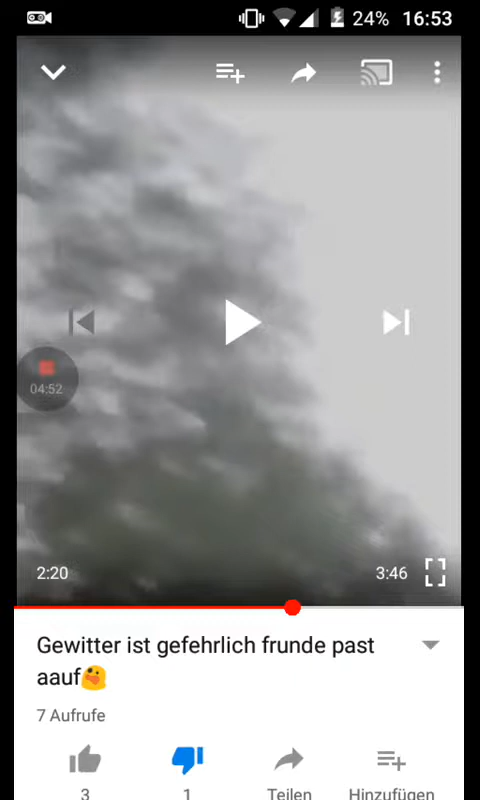 24% 16:53
04:52
2:20 3:46
Gewitter ist gefehrlich frunde past
aauf
7 Aufrufe
3 1 Teilen Hinzufügen